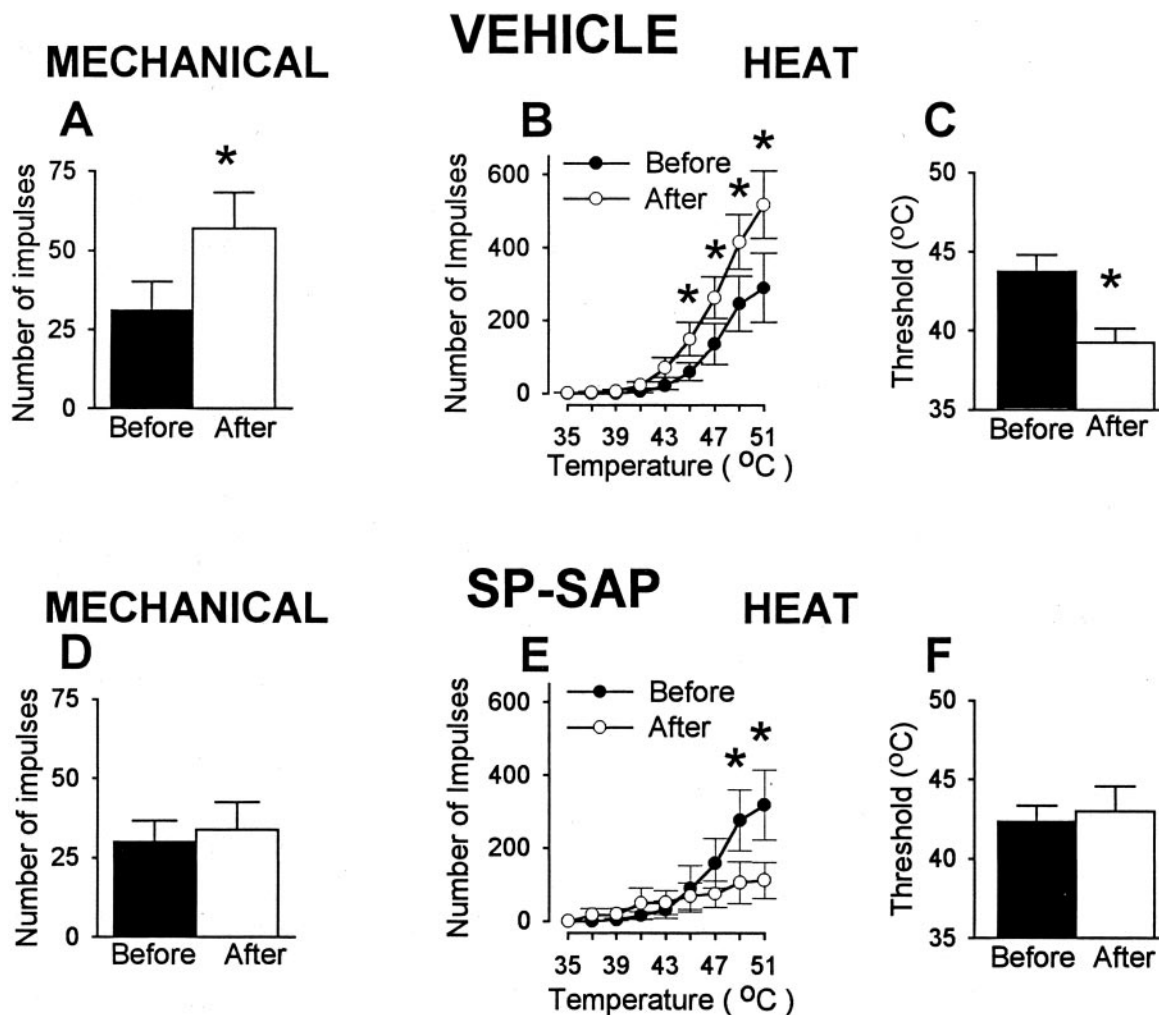 VEHICLE
MECHANICAL
HEAT
A
Number of impulses
75
*
50
25
0
Before After
B
Number of Impulses
Before
After
600
400
200
0
* * * *
35 39 43 47 51
Temperature ( °C )
C
Threshold (°C)
50
45
*
40
35
Before After
SP-SAP
MECHANICAL
HEAT
D
Number of impulses
75
50
25
0
Before After
E
Number of Impulses
Before
After
600
400
200
0
* *
35 39 43 47 51
Temperature ( °C )
F
Threshold (°C)
50
45
40
35
Before After